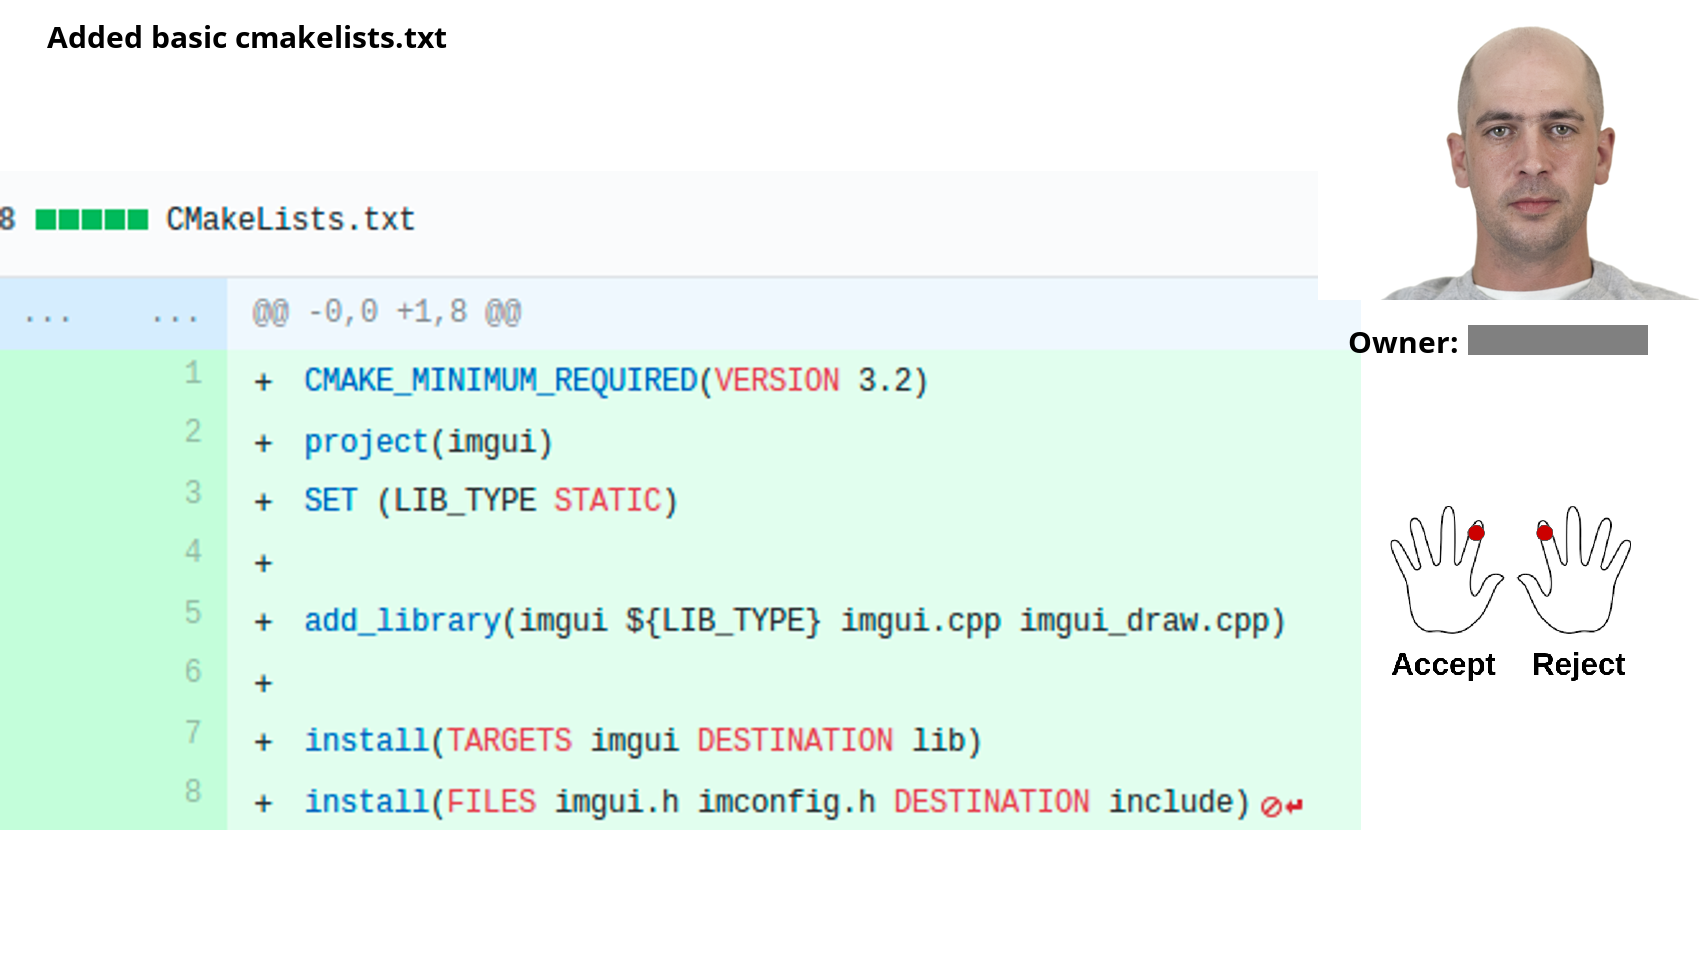 Added basic cmakelists.txt
8 CMakeLists.txt
... ... @@ -0,0 +1,8 @@
1 + CMAKE_MINIMUM_REQUIRED(VERSION 3.2)
2 + project(imgui)
3 + SET (LIB_TYPE STATIC)
4 +
5 + add_library(imgui ${LIB_TYPE} imgui.cpp imgui_draw.cpp)
6 +
7 + install(TARGETS imgui DESTINATION lib)
8 + install(FILES imgui.h imconfig.h DESTINATION include)
Owner:
Accept Reject